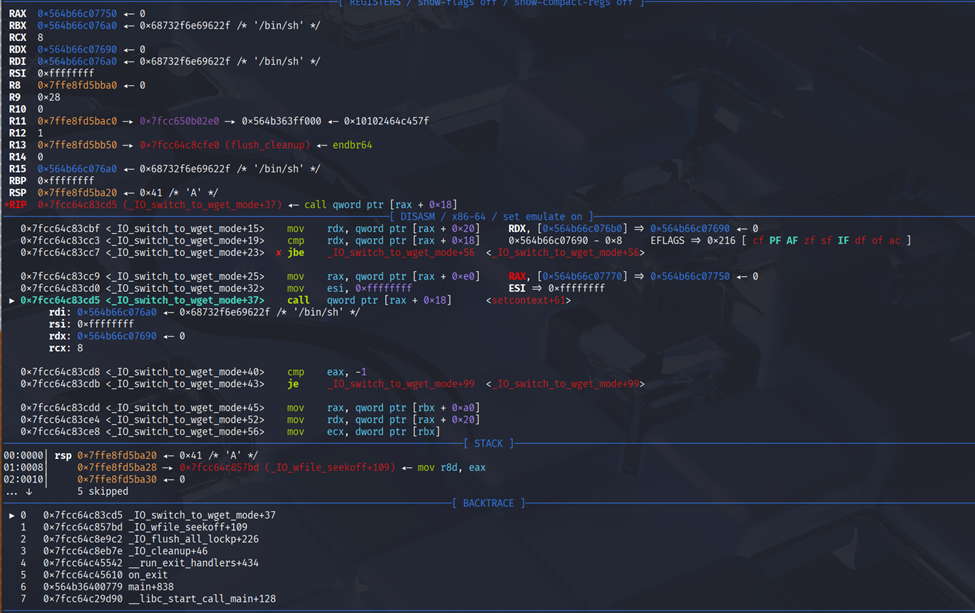 [ REGISTERS / show-flags off / show-compact-regs off ]
RAX 0x564b66c07750 ◂— 0
RBX 0x564b66c076a0 ◂— 0x68732f6e69622f /* '/bin/sh' */
RCX 8
RDX 0x564b66c07690 ◂— 0
RDI 0x564b66c076a0 ◂— 0x68732f6e69622f /* '/bin/sh' */
RSI 0xffffffff
R8 0x7ffe8fd5bba0 ◂— 0
R9 0x28
R10 0
R11 0x7ffe8fd5bac0 —▸ 0x7fcc650b02e0 —▸ 0x564b363ff000 ◂— 0x10102464c457f
R12 1
R13 0x7ffe8fd5bb50 —▸ 0x7fcc64c8cfe0 (flush_cleanup) ◂— endbr64
R14 0
R15 0x564b66c076a0 ◂— 0x68732f6e69622f /* '/bin/sh' */
RBP 0xffffffff
RSP 0x7ffe8fd5ba20 ◂— 0x41 /* 'A' */
*RIP 0x7fcc64c83cd5 (_IO_switch_to_wget_mode+37) ◂— call qword ptr [rax + 0x18]
[ DISASM / x86-64 / set emulate on ]
0x7fcc64c83cbf <_IO_switch_to_wget_mode+15> mov rdx, qword ptr [rax + 0x20] RDX, [0x564b66c076b0] => 0x564b66c07690 ◂— 0
0x7fcc64c83cc3 <_IO_switch_to_wget_mode+19> cmp rdx, qword ptr [rax + 0x18] 0x564b66c07690 - 0x8 EFLAGS => 0x216 [ cf PF AF zf sf IF df of ac ]
0x7fcc64c83cc7 <_IO_switch_to_wget_mode+23> ✘ jbe _IO_switch_to_wget_mode+56 <_IO_switch_to_wget_mode+56>
0x7fcc64c83cc9 <_IO_switch_to_wget_mode+25> mov rax, qword ptr [rax + 0xe0] RAX, [0x564b66c07770] => 0x564b66c07750 ◂— 0
0x7fcc64c83cd0 <_IO_switch_to_wget_mode+32> mov esi, 0xffffffff ESI => 0xffffffff
► 0x7fcc64c83cd5 <_IO_switch_to_wget_mode+37> call qword ptr [rax + 0x18] <setcontext+61>
rdi: 0x564b66c076a0 ◂— 0x68732f6e69622f /* '/bin/sh' */
rsi: 0xffffffff
rdx: 0x564b66c07690 ◂— 0
rcx: 8
0x7fcc64c83cd8 <_IO_switch_to_wget_mode+40> cmp eax, -1
0x7fcc64c83cdb <_IO_switch_to_wget_mode+43> je _IO_switch_to_wget_mode+99 <_IO_switch_to_wget_mode+99>
0x7fcc64c83cdd <_IO_switch_to_wget_mode+45> mov rax, qword ptr [rbx + 0xa0]
0x7fcc64c83ce4 <_IO_switch_to_wget_mode+52> mov rdx, qword ptr [rax + 0x20]
0x7fcc64c83ce8 <_IO_switch_to_wget_mode+56> mov ecx, dword ptr [rbx]
[ STACK ]
00:0000│ rsp 0x7ffe8fd5ba20 ◂— 0x41 /* 'A' */
01:0008│ 0x7ffe8fd5ba28 —▸ 0x7fcc64c857bd (_IO_wfile_seekoff+109) ◂— mov r8d, eax
02:0010│ 0x7ffe8fd5ba30 ◂— 0
... ↓ 5 skipped
[ BACKTRACE ]
► 0 0x7fcc64c83cd5 _IO_switch_to_wget_mode+37
1 0x7fcc64c857bd _IO_wfile_seekoff+109
2 0x7fcc64c8e9c2 _IO_flush_all_lockp+226
3 0x7fcc64c8eb7e _IO_cleanup+46
4 0x7fcc64c45542 __run_exit_handlers+434
5 0x7fcc64c45610 on_exit
6 0x564b36400779 main+838
7 0x7fcc64c29d90 __libc_start_call_main+128